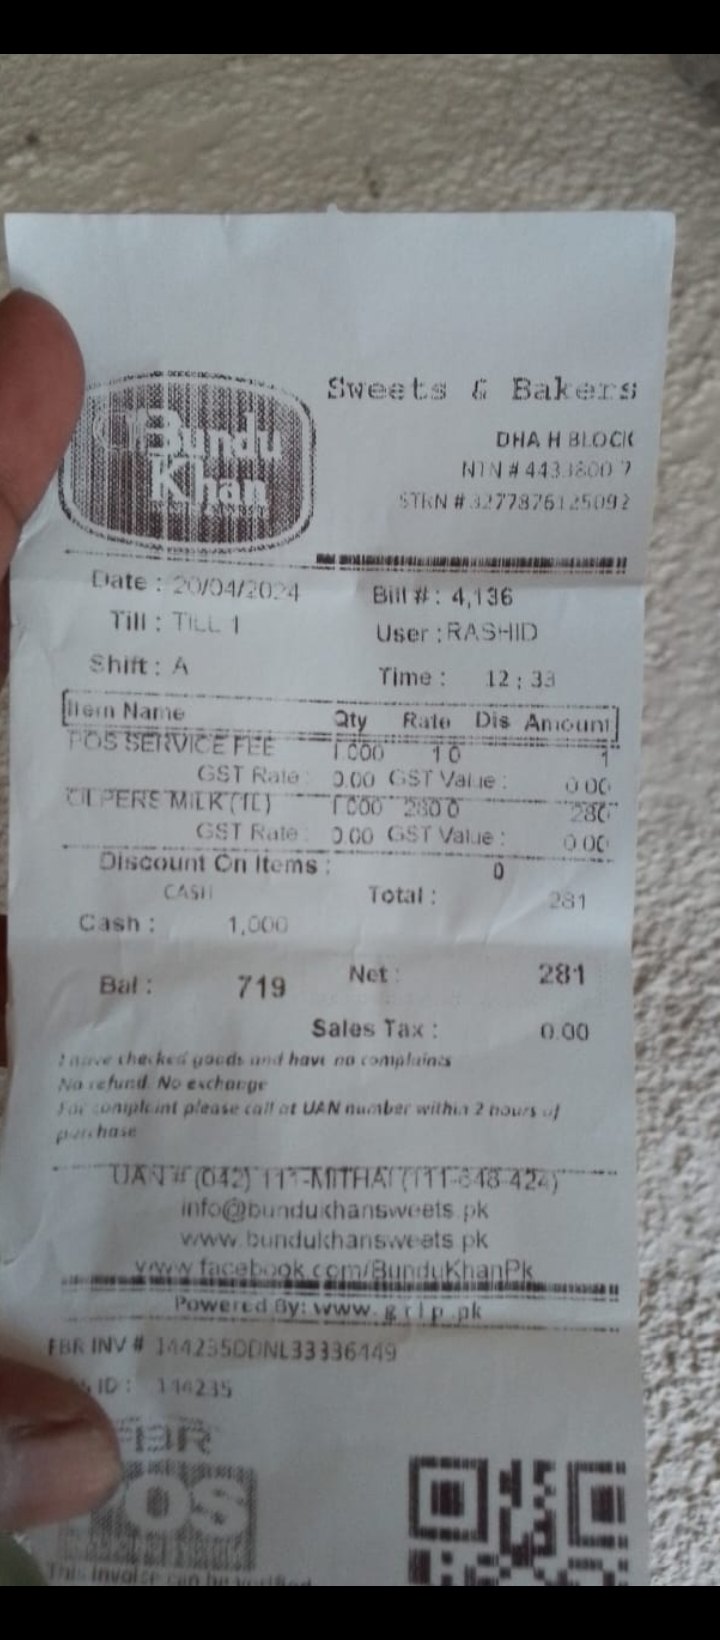 Bundu
Khan
Sweets & Bakers
DHA H BLOCK
NTN # 4433800 7
STRN # 3277876125092
Date : 20/04/2024 Bill # : 4,136
Till : TILL 1 User : RASHID
Shift : A Time : 12 : 33
Item Name Qty Rate Dis Amount
POS SERVICE FEE 1.000 1 0 1
GST Rate : 0.00 GST Value : 0 00
OLPERS MILK (1L) 1.000 280 0 280
GST Rate : 0.00 GST Value : 0 00
Discount On Items : 0
CASH Total : 281
Cash : 1,000
Bal : 719 Net : 281
Sales Tax : 0.00
I have checked goods and have no complaints
No refund. No exchange
For complaint please call at UAN number within 2 hours of
purchase
UAN # (042) 111-MITHAI (111-648-424)
info@bundukhansweets.pk
www.bundukhansweets.pk
www.facebook.com/BunduKhanPk
Powered By: www. g r l p .pk
FBR INV # 144235DDNL33336449
ID : 144235
FBR
POS
This invoice can be verified